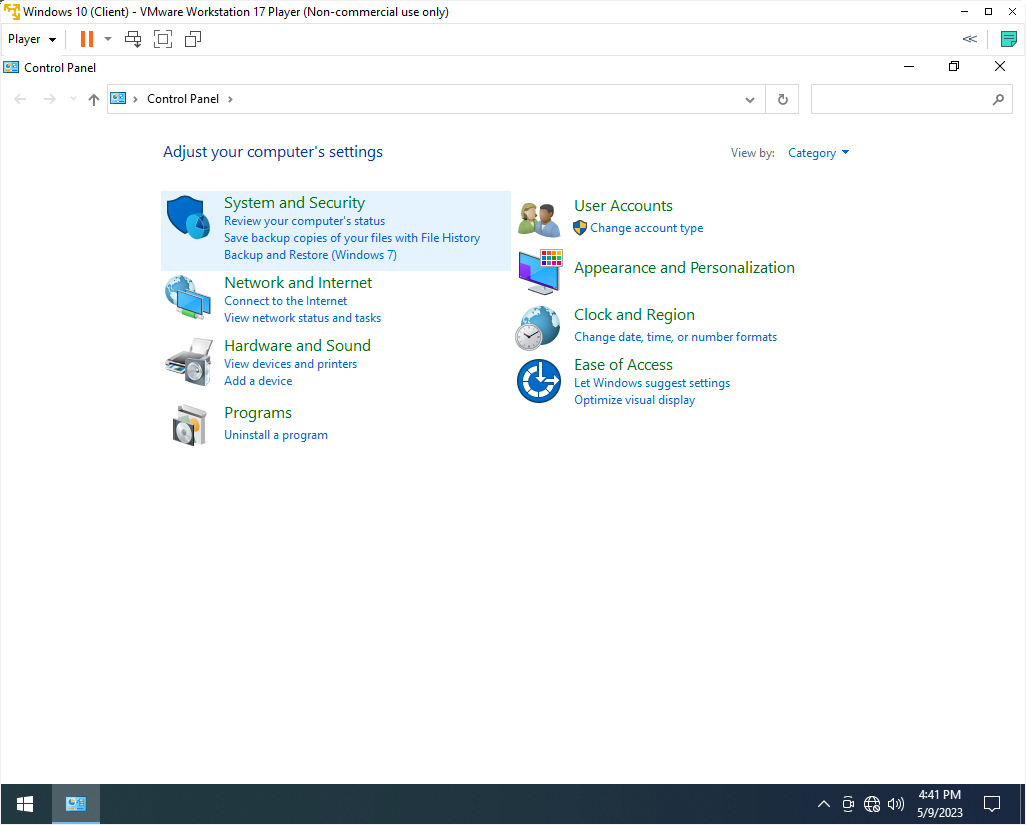 Windows 10 (Client) - VMware Workstation 17 Player (Non-commercial use only)
Player
Control Panel
Control Panel
Adjust your computer's settings
View by: Category
System and Security
Review your computer's status
Save backup copies of your files with File History
Backup and Restore (Windows 7)
Network and Internet
Connect to the Internet
View network status and tasks
Hardware and Sound
View devices and printers
Add a device
Programs
Uninstall a program
User Accounts
Change account type
Appearance and Personalization
Clock and Region
Change date, time, or number formats
Ease of Access
Let Windows suggest settings
Optimize visual display
4:41 PM
5/9/2023